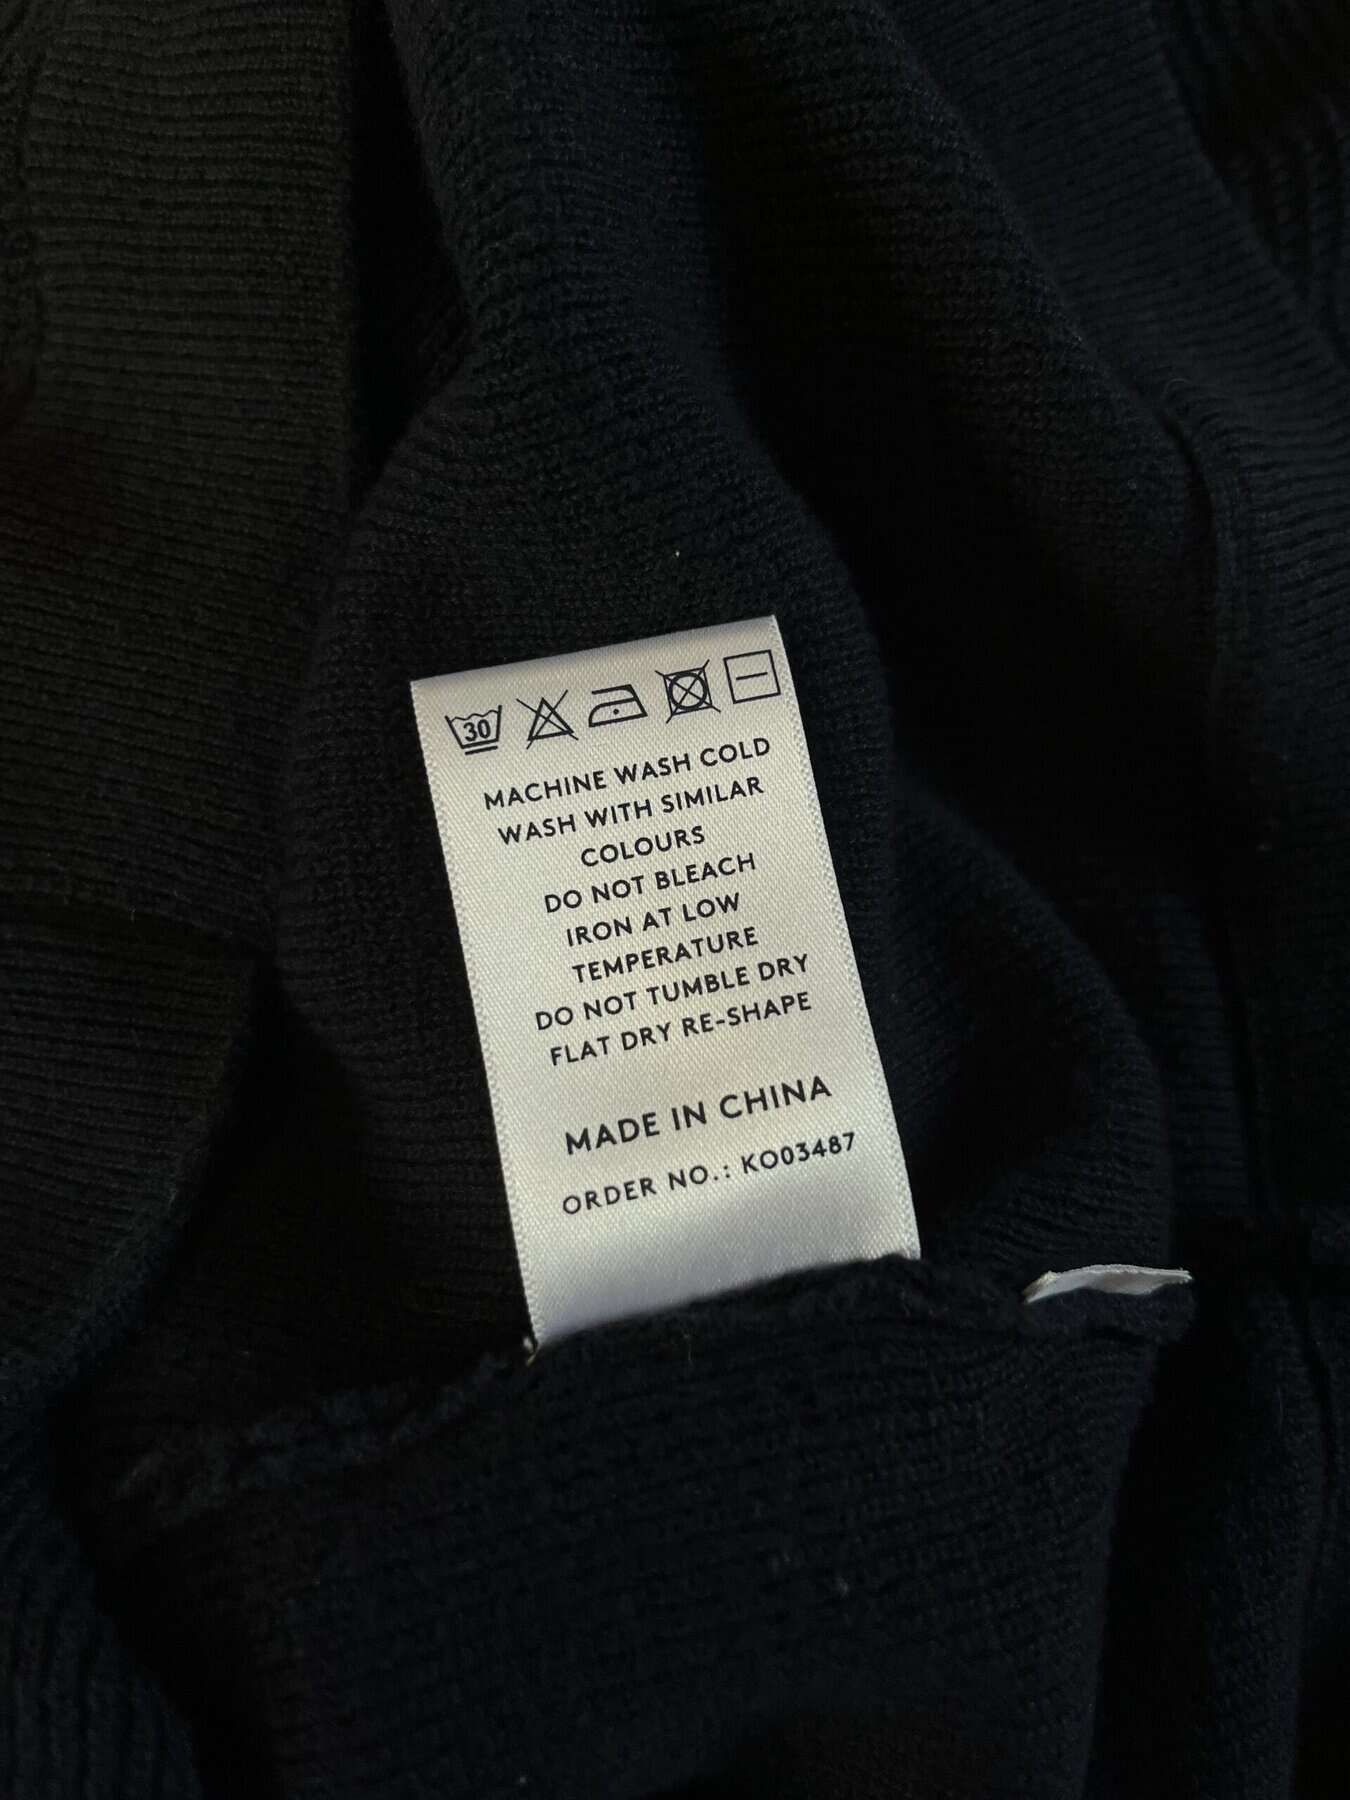 30
MACHINE WASH COLD
WASH WITH SIMILAR
COLOURS
DO NOT BLEACH
IRON AT LOW
TEMPERATURE
DO NOT TUMBLE DRY
FLAT DRY RE-SHAPE
MADE IN CHINA
ORDER NO.: KO03487